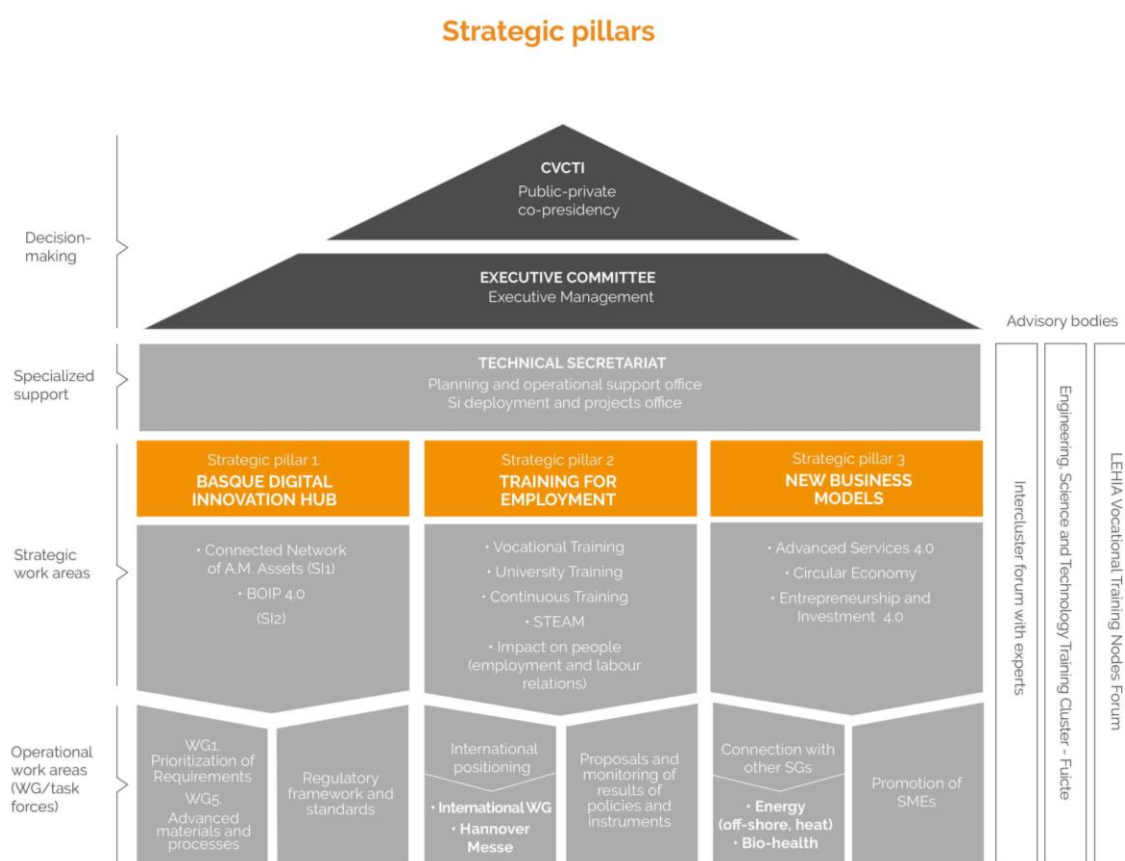 Strategic pillars
Decision-
making
CVCTI
Public-private
co-presidency
EXECUTIVE COMMITTEE
Executive Management
Advisory bodies
Specialized
support
TECHNICAL SECRETARIAT
Planning and operational support office
Si deployment and projects office
Strategic
work areas
Strategic pillar 1.
BASQUE DIGITAL
INNOVATION HUB
• Connected Network
of A.M. Assets (SI1)
• BOIP 4.0
(SI2)
Strategic pillar 2
TRAINING FOR
EMPLOYMENT
• Vocational Training
• University Training
• Continuous Training
• STEAM
• Impact on people
(employment and labour
relations)
Strategic pillar 3
NEW BUSINESS
MODELS
• Advanced Services 4.0
• Circular Economy
• Entrepreneurship and
Investment 4.0
Operational
work areas
(WG/task
forces)
WG1.
Prioritization of
Requirements
WG5.
Advanced
materials and
processes
Regulatory
framework and
standards
International
positioning
• International WG
• Hannover
Messe
Proposals and
monitoring of
results of
policies and
instruments
Connection with
other SGs
• Energy
(off-shore, heat)
• Bio-health
Promotion of
SMEs
Intercluster forum with experts
Engineering, Science and Technology Training Cluster - Fuicte
LEHIA Vocational Training Nodes Forum